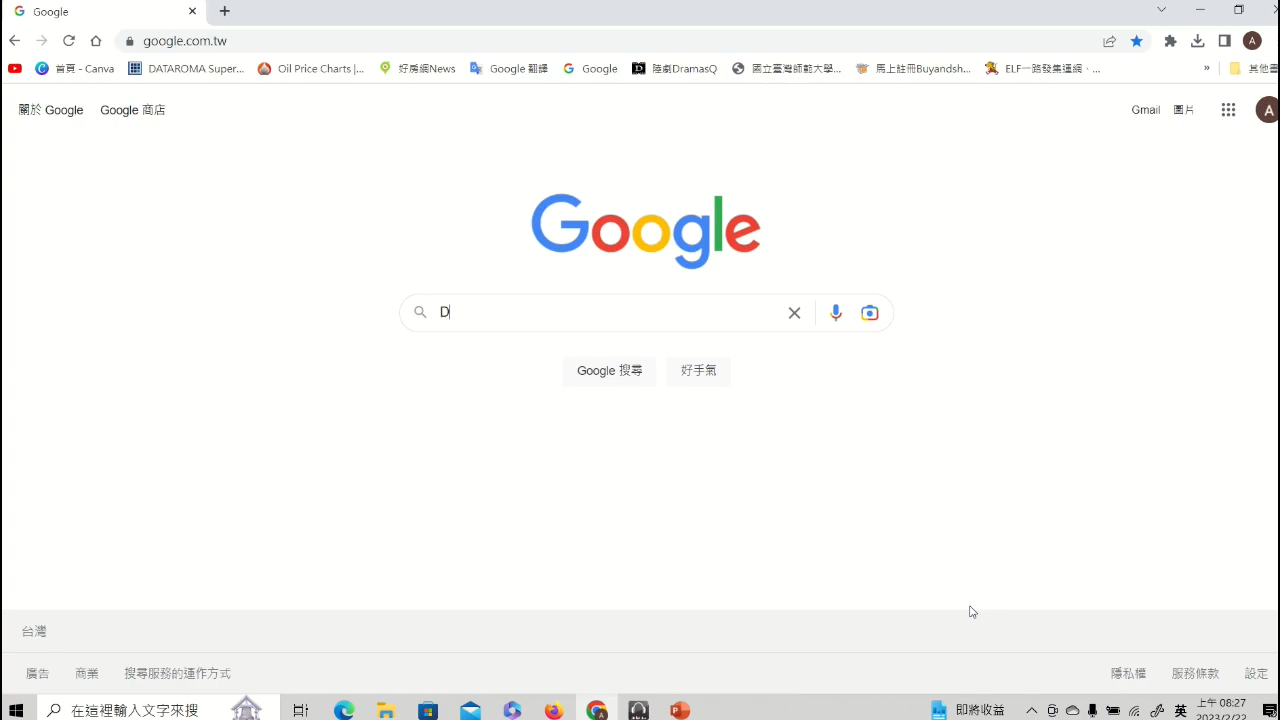 Google
google.com.tw
A
首頁 - Canva
DATAROMA Super...
Oil Price Charts |...
好房網News
Google 翻譯
Google
陸劇DramasQ
國立臺灣師範大學...
馬上註冊Buyandsh...
ELF一路發集運網、...
»
關於 Google
Google 商店
Gmail
圖片
A
Google
D
Google 搜尋
好手氣
台灣
廣告
商業
搜尋服務的運作方式
隱私權
服務條款
設定
在這裡輸入文字來搜
即將收益
英
上午 08:27